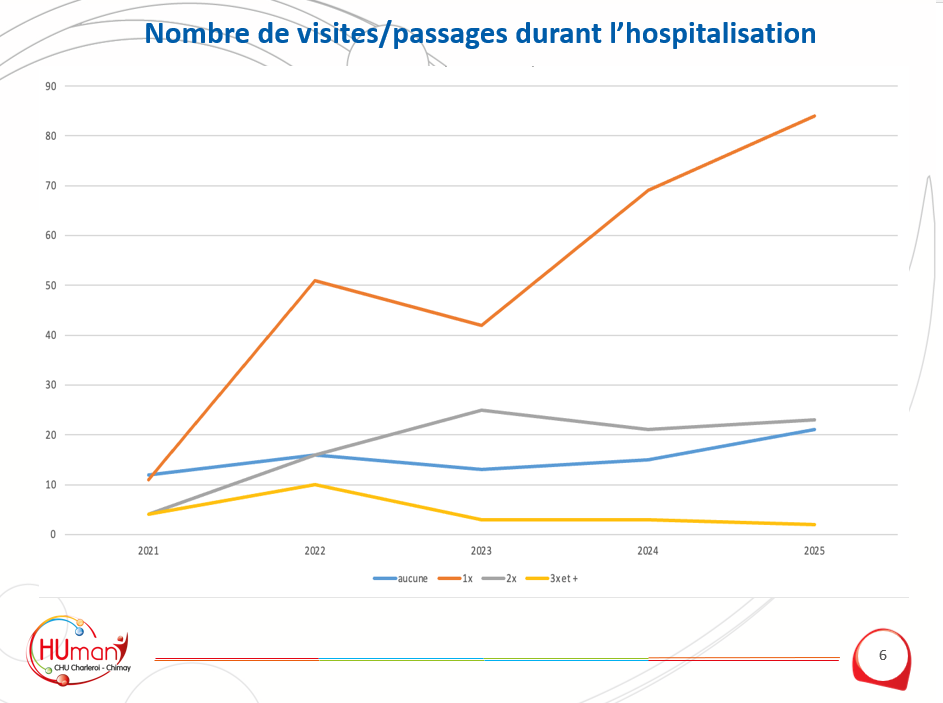 Nombre de visites/passages durant l’hospitalisation
90
80
70
60
50
40
30
20
10
0
2021 2022 2023 2024 2025
aucune 1x 2x 3x et +
HUmani
CHU Charleroi - Chimay
6